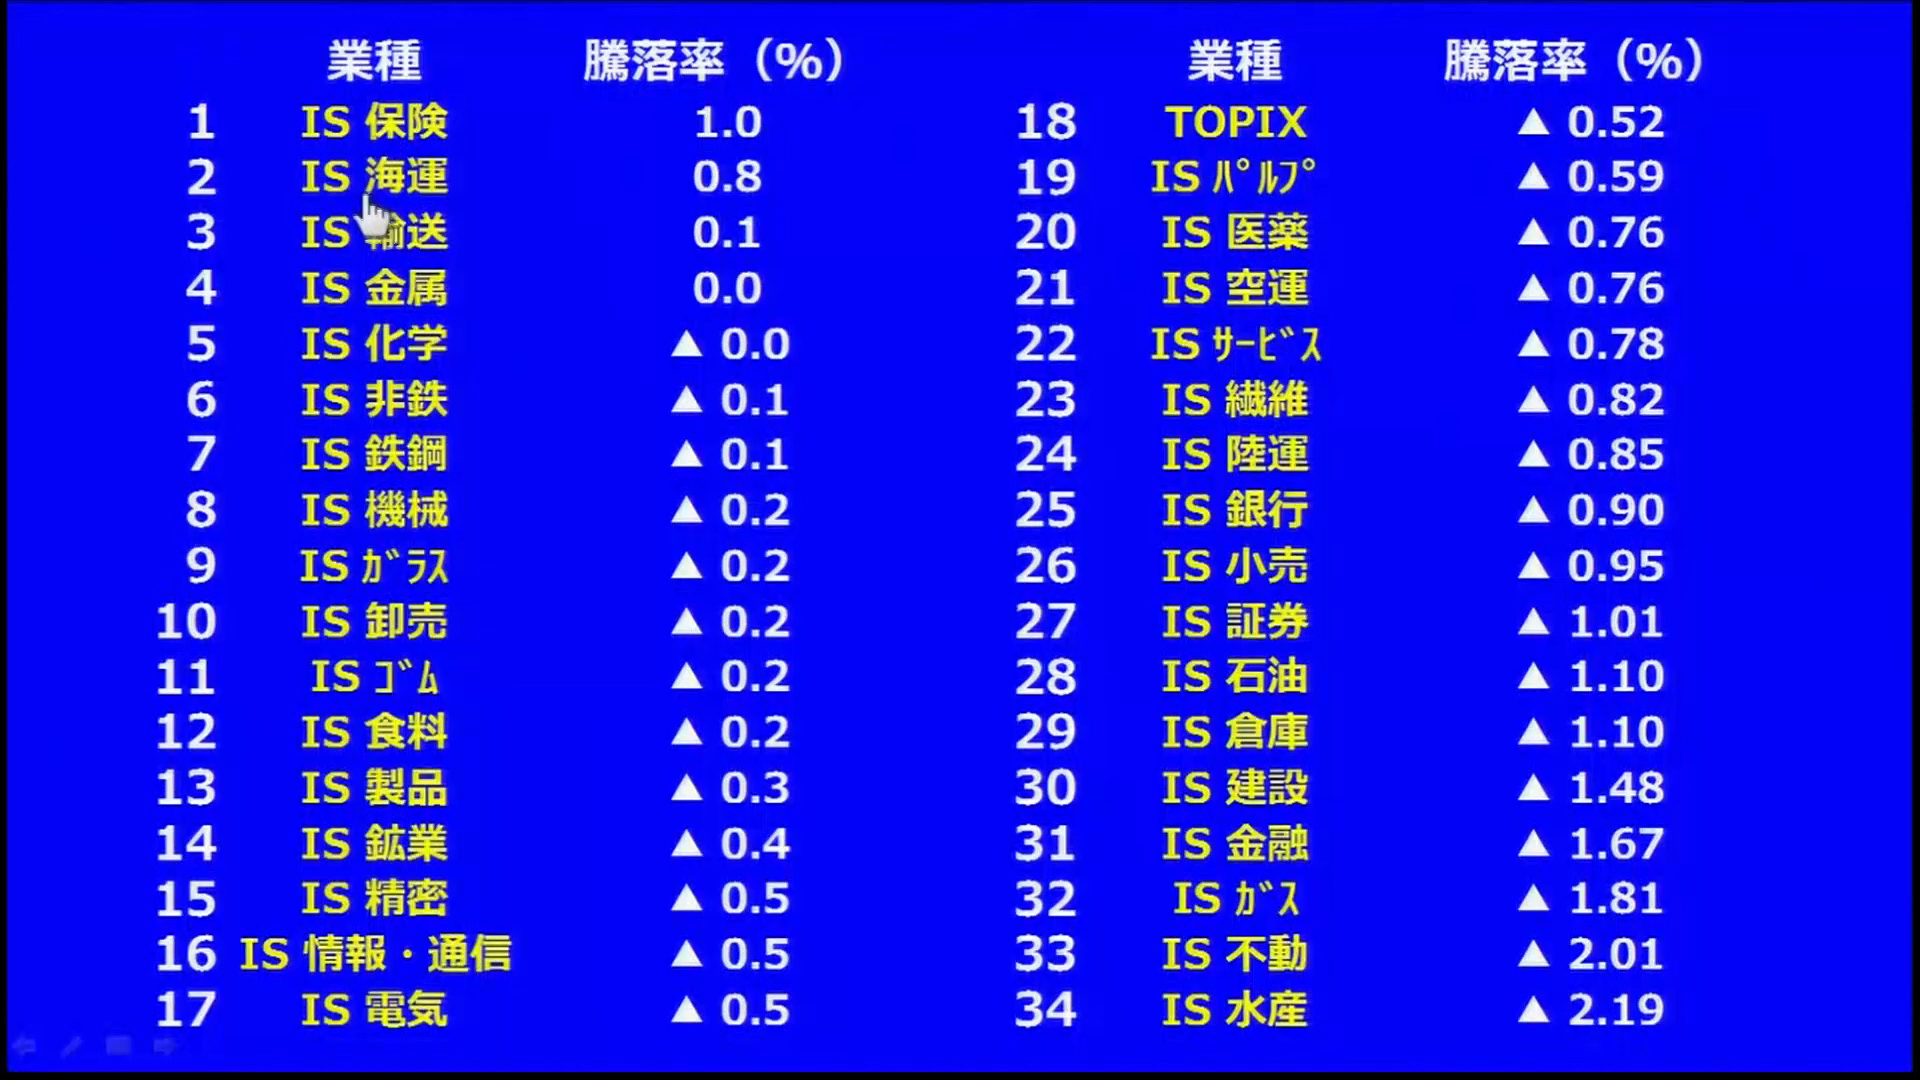 業種 騰落率（%） 業種 騰落率（%）
1 IS 保険 1.0 18 TOPIX ▲ 0.52
2 IS 海運 0.8 19 IS ﾊﾟﾙﾌﾟ ▲ 0.59
3 IS 輸送 0.1 20 IS 医薬 ▲ 0.76
4 IS 金属 0.0 21 IS 空運 ▲ 0.76
5 IS 化学 ▲ 0.0 22 IS ｻｰﾋﾞｽ ▲ 0.78
6 IS 非鉄 ▲ 0.1 23 IS 繊維 ▲ 0.82
7 IS 鉄鋼 ▲ 0.1 24 IS 陸運 ▲ 0.85
8 IS 機械 ▲ 0.2 25 IS 銀行 ▲ 0.90
9 IS ｶﾞﾗｽ ▲ 0.2 26 IS 小売 ▲ 0.95
10 IS 卸売 ▲ 0.2 27 IS 証券 ▲ 1.01
11 IS ｺﾞﾑ ▲ 0.2 28 IS 石油 ▲ 1.10
12 IS 食料 ▲ 0.2 29 IS 倉庫 ▲ 1.10
13 IS 製品 ▲ 0.3 30 IS 建設 ▲ 1.48
14 IS 鉱業 ▲ 0.4 31 IS 金融 ▲ 1.67
15 IS 精密 ▲ 0.5 32 IS ｶﾞｽ ▲ 1.81
16 IS 情報・通信 ▲ 0.5 33 IS 不動 ▲ 2.01
17 IS 電気 ▲ 0.5 34 IS 水産 ▲ 2.19